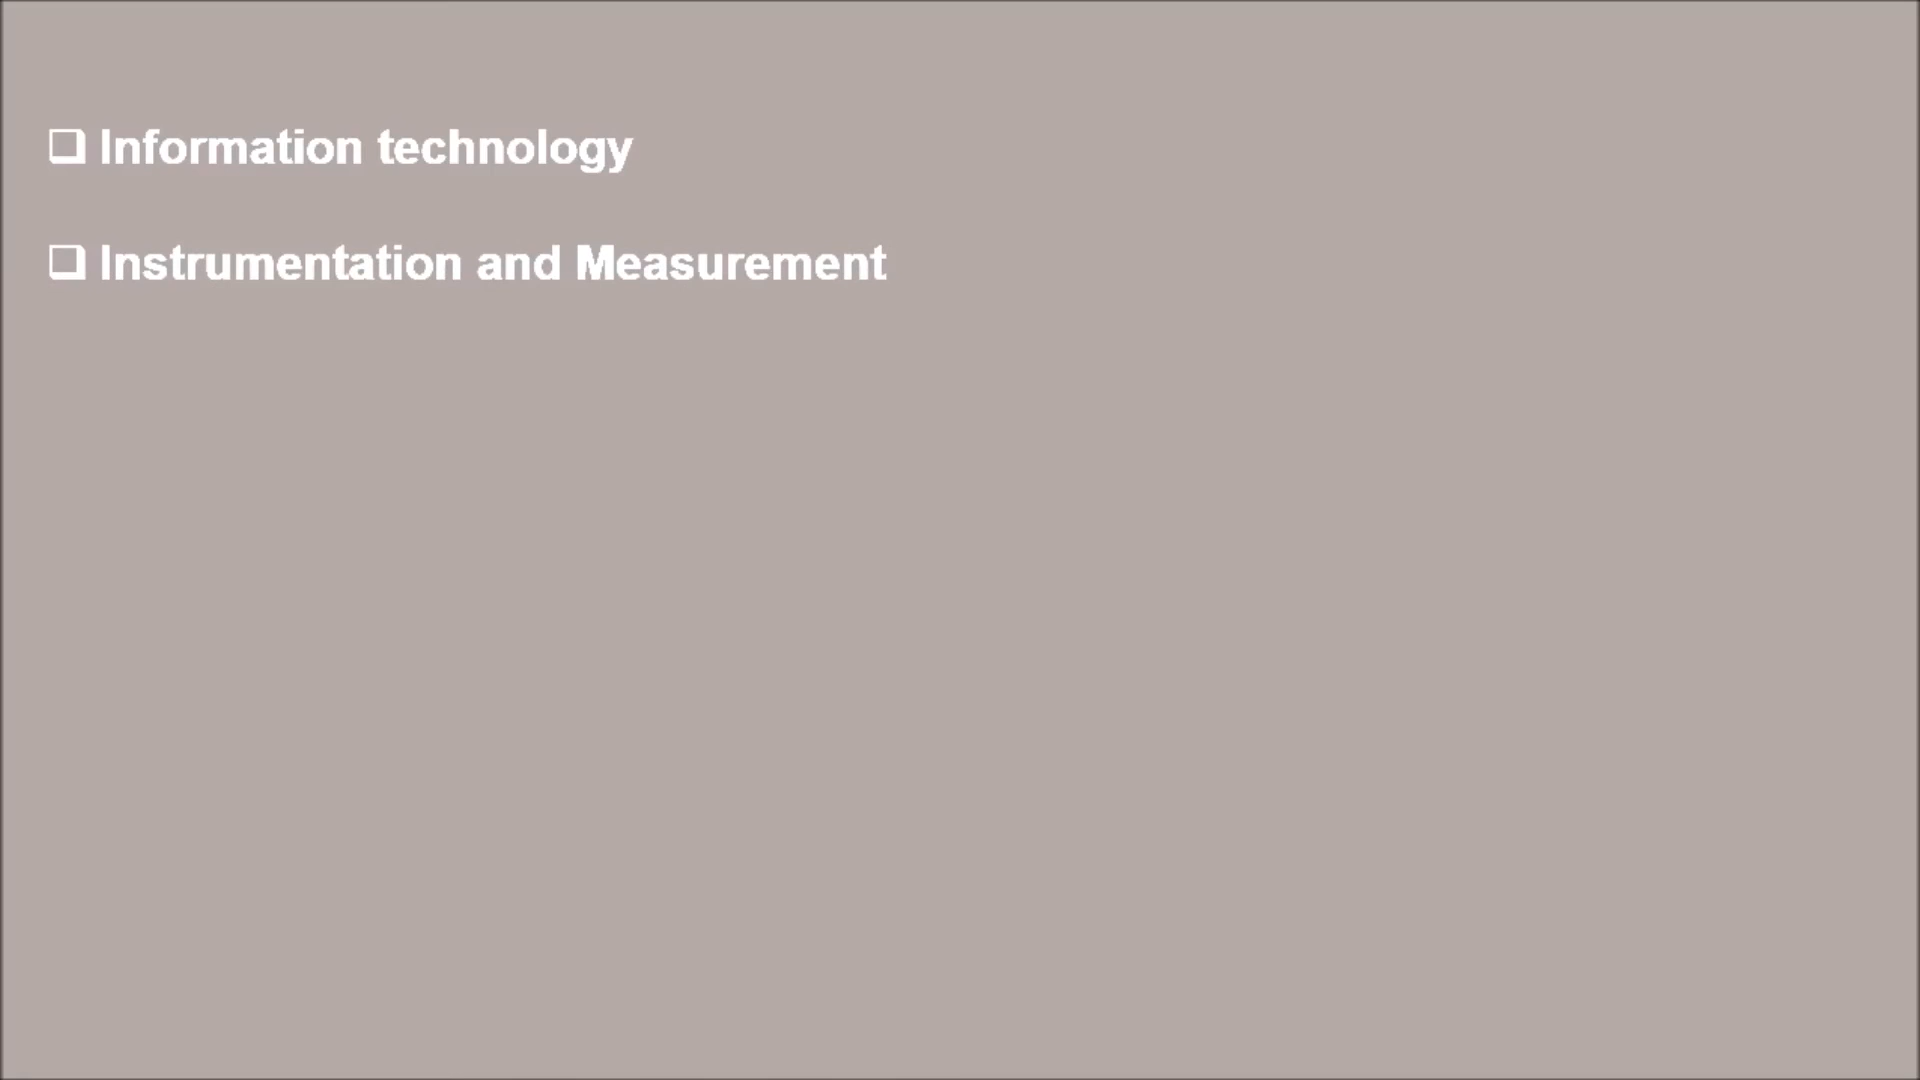 ❑ Information technology
❑ Instrumentation and Measurement